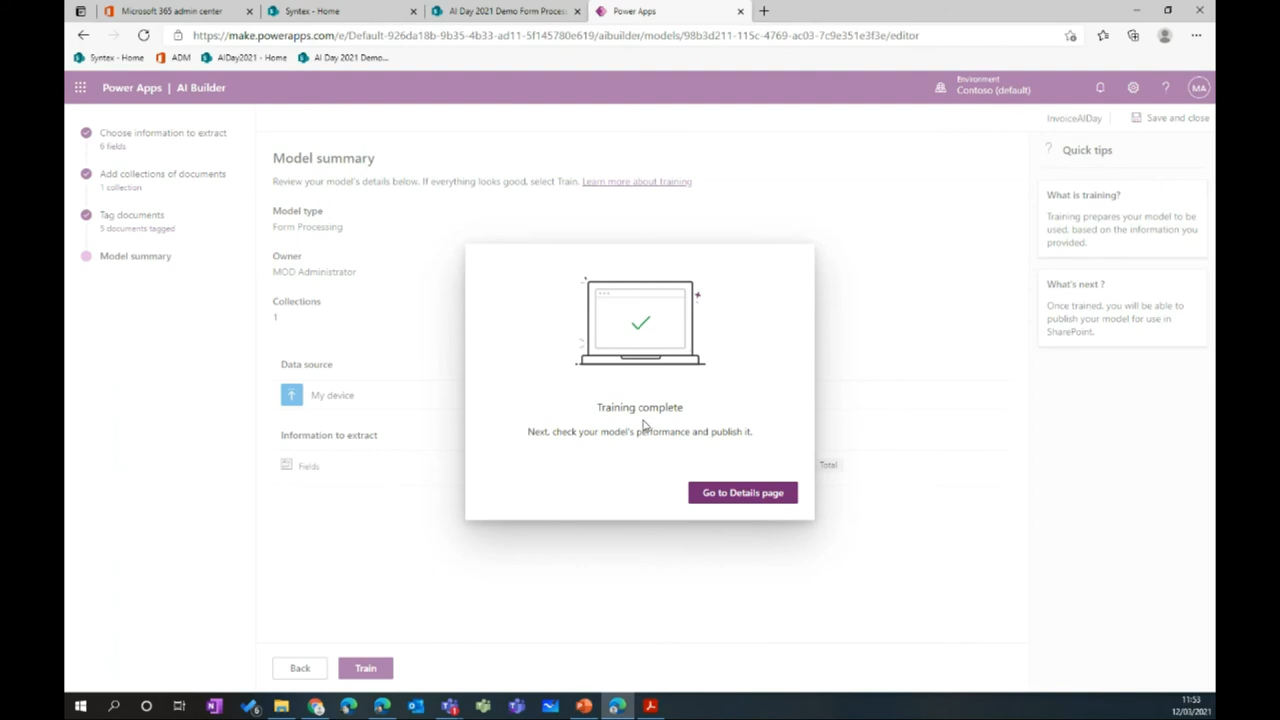 Microsoft 365 admin center
Syntex - Home
AI Day 2021 Demo Form Process
Power Apps
https://make.powerapps.com/e/Default-926da18b-9b35-4b33-ad11-5f145780e619/aibuilder/models/98b3d211-115c-4769-ac03-7c9e351e3f3e/editor
Syntex - Home
ADM
AIDay2021 - Home
AI Day 2021 Demo...
Power Apps | AI Builder
Environment
Contoso (default)
?
MA
Choose information to extract
6 fields
Add collections of documents
1 collection
Tag documents
5 documents tagged
Model summary
InvoiceAIDay
Save and close
Model summary
Review your model's details below. If everything looks good, select Train. Learn more about training
Model type
Form Processing
Owner
MOD Administrator
Collections
1
Data source
My device
Information to extract
Fields
Total
Training complete
Next, check your model's performance and publish it.
Go to Details page
Back
Train
? Quick tips
What is training?
Training prepares your model to be
used, based on the information you
provided.
What's next ?
Once trained, you will be able to
publish your model for use in
SharePoint.
11:53
12/03/2021